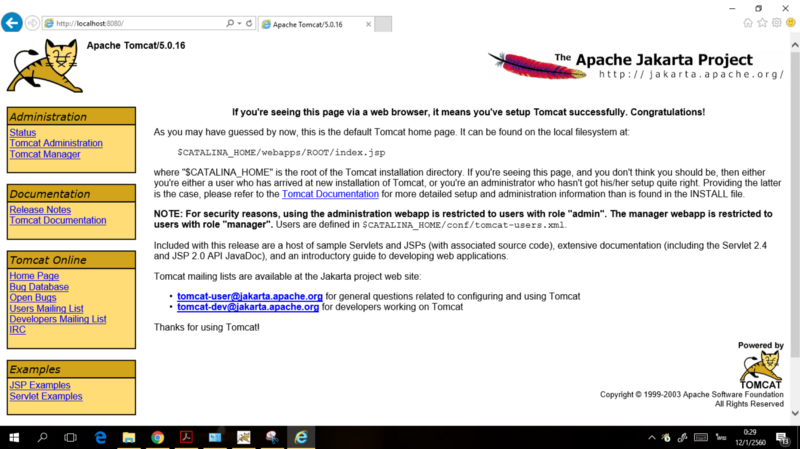 http://localhost:8080/
Apache Tomcat/5.0.16
Apache Tomcat/5.0.16
The Apache Jakarta Project
http://jakarta.apache.org/
Administration
Status
Tomcat Administration
Tomcat Manager
Documentation
Release Notes
Tomcat Documentation
Tomcat Online
Home Page
Bug Database
Open Bugs
Users Mailing List
Developers Mailing List
IRC
Examples
JSP Examples
Servlet Examples
If you're seeing this page via a web browser, it means you've setup Tomcat successfully. Congratulations!
As you may have guessed by now, this is the default Tomcat home page. It can be found on the local filesystem at:
$CATALINA_HOME/webapps/ROOT/index.jsp
where "$CATALINA_HOME" is the root of the Tomcat installation directory. If you're seeing this page, and you don't think you should be, then either
you're either a user who has arrived at new installation of Tomcat, or you're an administrator who hasn't got his/her setup quite right. Providing the latter
is the case, please refer to the Tomcat Documentation for more detailed setup and administration information than is found in the INSTALL file.
NOTE: For security reasons, using the administration webapp is restricted to users with role "admin". The manager webapp is restricted to
users with role "manager". Users are defined in $CATALINA_HOME/conf/tomcat-users.xml.
Included with this release are a host of sample Servlets and JSPs (with associated source code), extensive documentation (including the Servlet 2.4
and JSP 2.0 API JavaDoc), and an introductory guide to developing web applications.
Tomcat mailing lists are available at the Jakarta project web site:
• tomcat-user@jakarta.apache.org for general questions related to configuring and using Tomcat
• tomcat-dev@jakarta.apache.org for developers working on Tomcat
Thanks for using Tomcat!
Powered by
TOMCAT
Copyright © 1999-2003 Apache Software Foundation
All Rights Reserved
0:29
12/1/2560